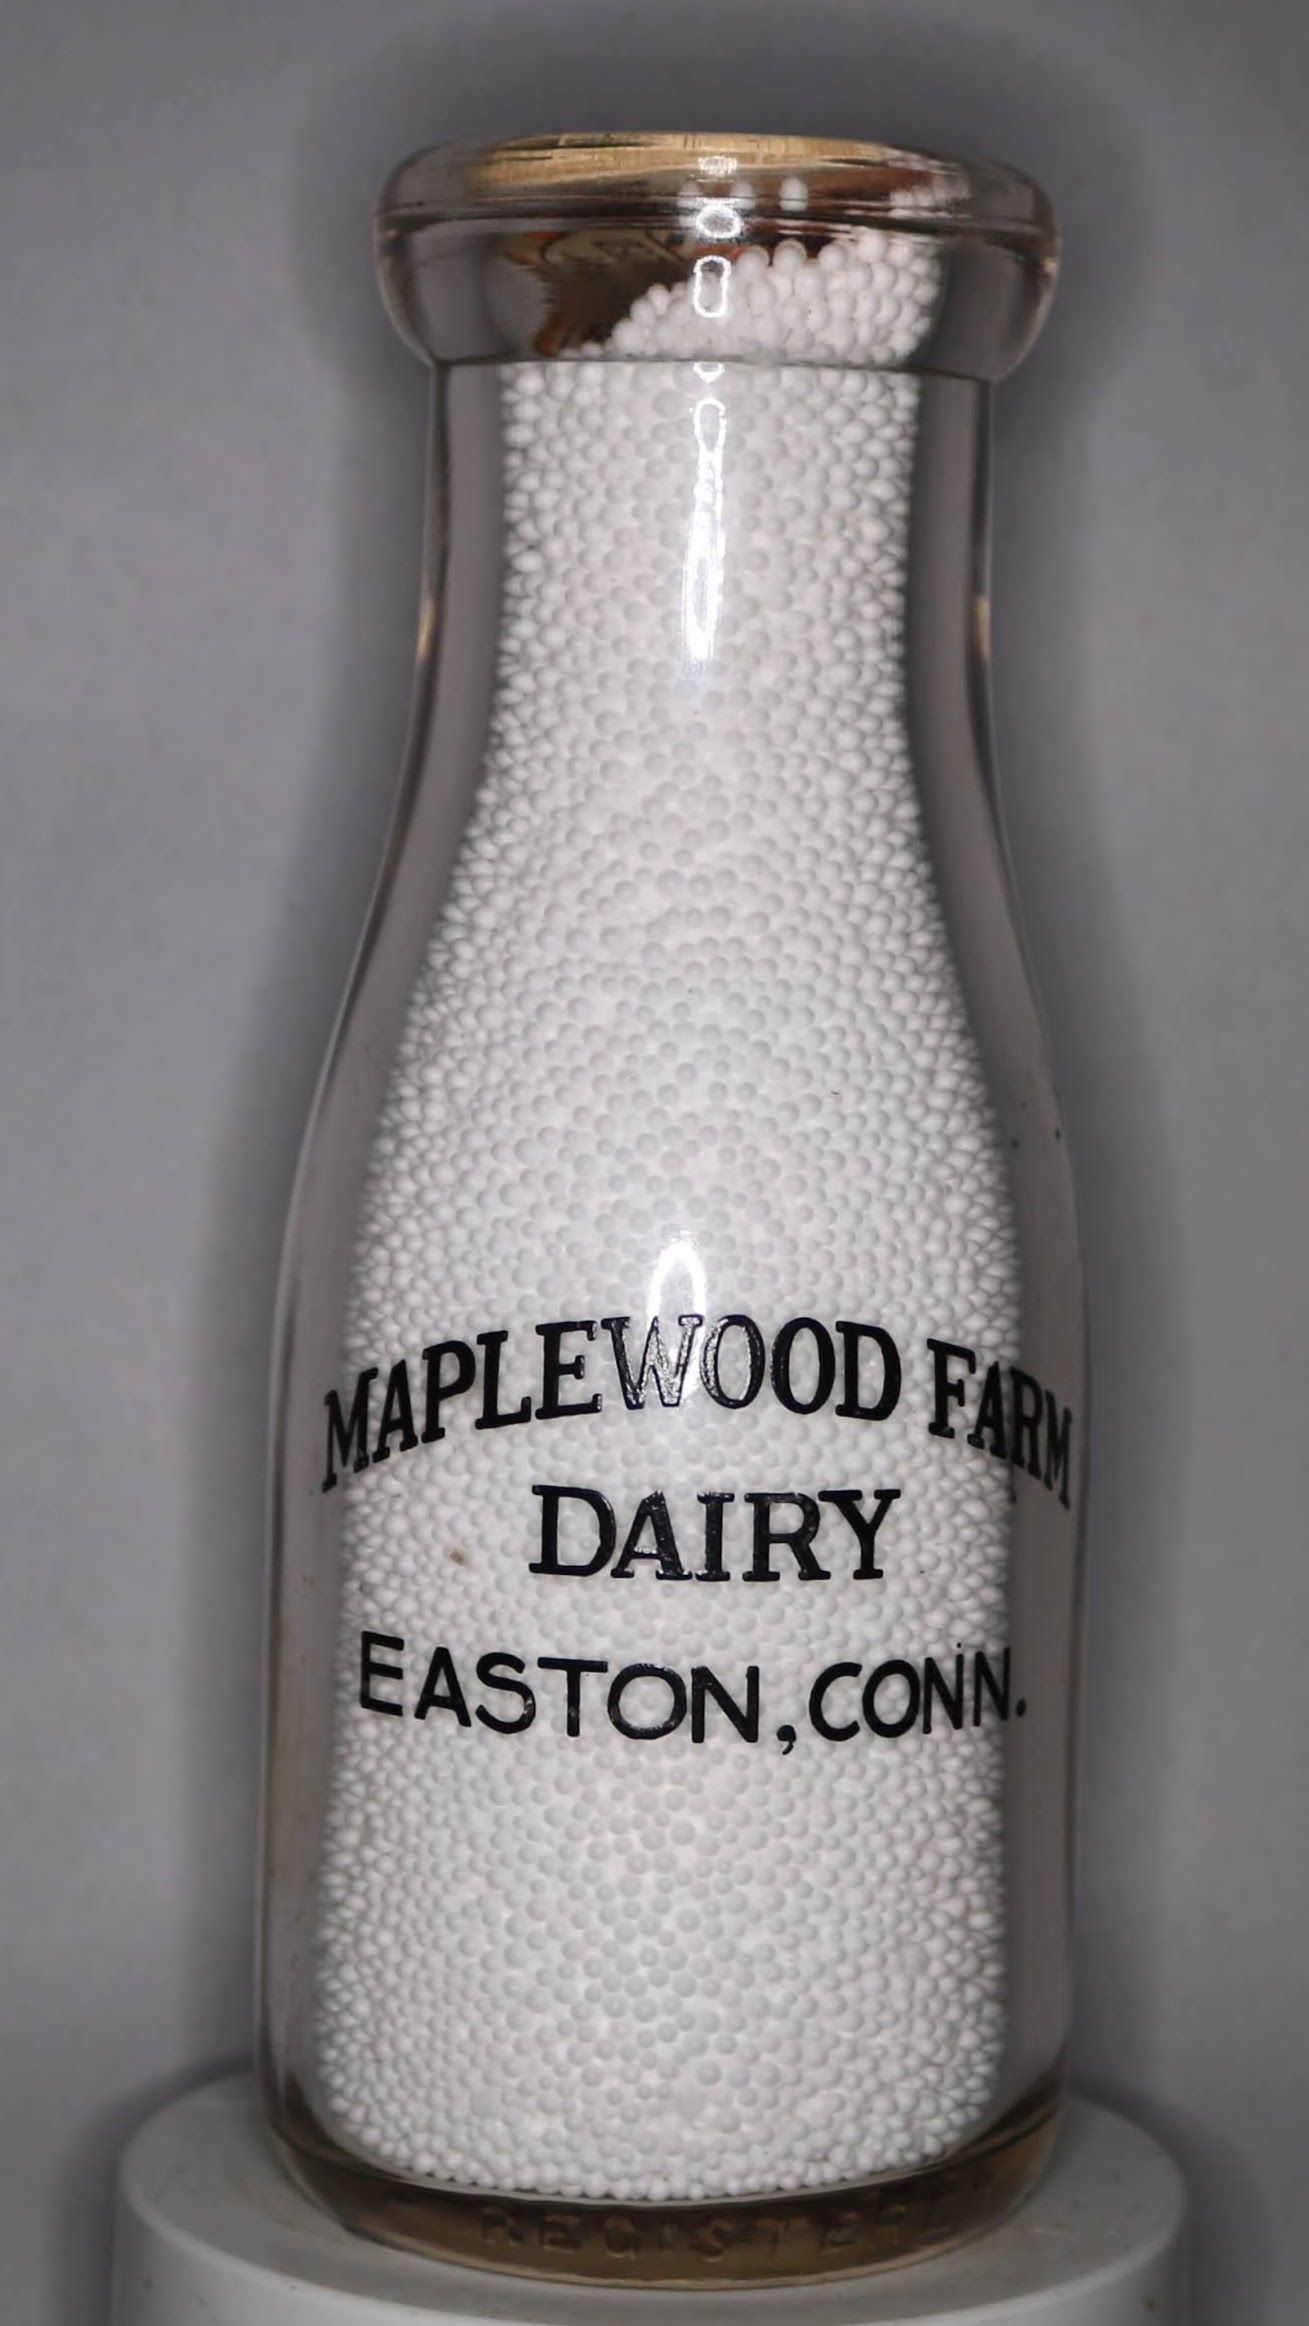 MAPLEWOOD FARM
DAIRY
EASTON, CONN.
REGISTERED